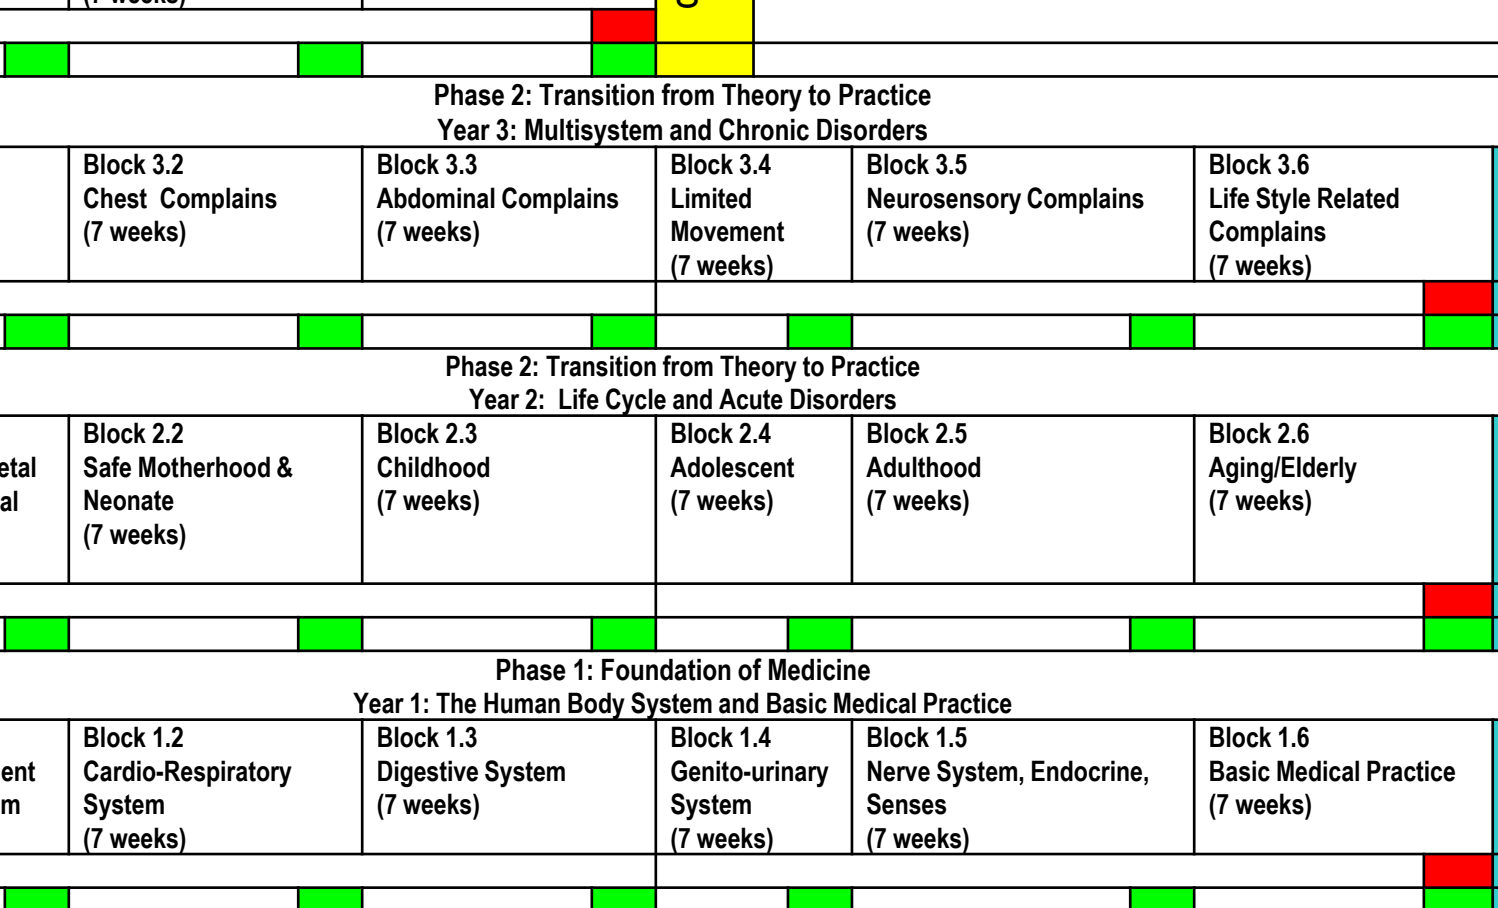 (7 weeks)
g
Phase 2: Transition from Theory to Practice
Year 3: Multisystem and Chronic Disorders
Block 3.2
Chest  Complains
(7 weeks)
Block 3.3
Abdominal Complains
(7 weeks)
Block 3.4
Limited
Movement
(7 weeks)
Block 3.5
Neurosensory Complains
(7 weeks)
Block 3.6
Life Style Related
Complains
(7 weeks)
Phase 2: Transition from Theory to Practice
Year 2:  Life Cycle and Acute Disorders
etal
al
Block 2.2
Safe Motherhood &
Neonate
(7 weeks)
Block 2.3
Childhood
(7 weeks)
Block 2.4
Adolescent
(7 weeks)
Block 2.5
Adulthood
(7 weeks)
Block 2.6
Aging/Elderly
(7 weeks)
Phase 1: Foundation of Medicine
Year 1: The Human Body System and Basic Medical Practice
ent
m
Block 1.2
Cardio-Respiratory
System
(7 weeks)
Block 1.3
Digestive System
(7 weeks)
Block 1.4
Genito-urinary
System
(7 weeks)
Block 1.5
Nerve System, Endocrine,
Senses
(7 weeks)
Block 1.6
Basic Medical Practice
(7 weeks)